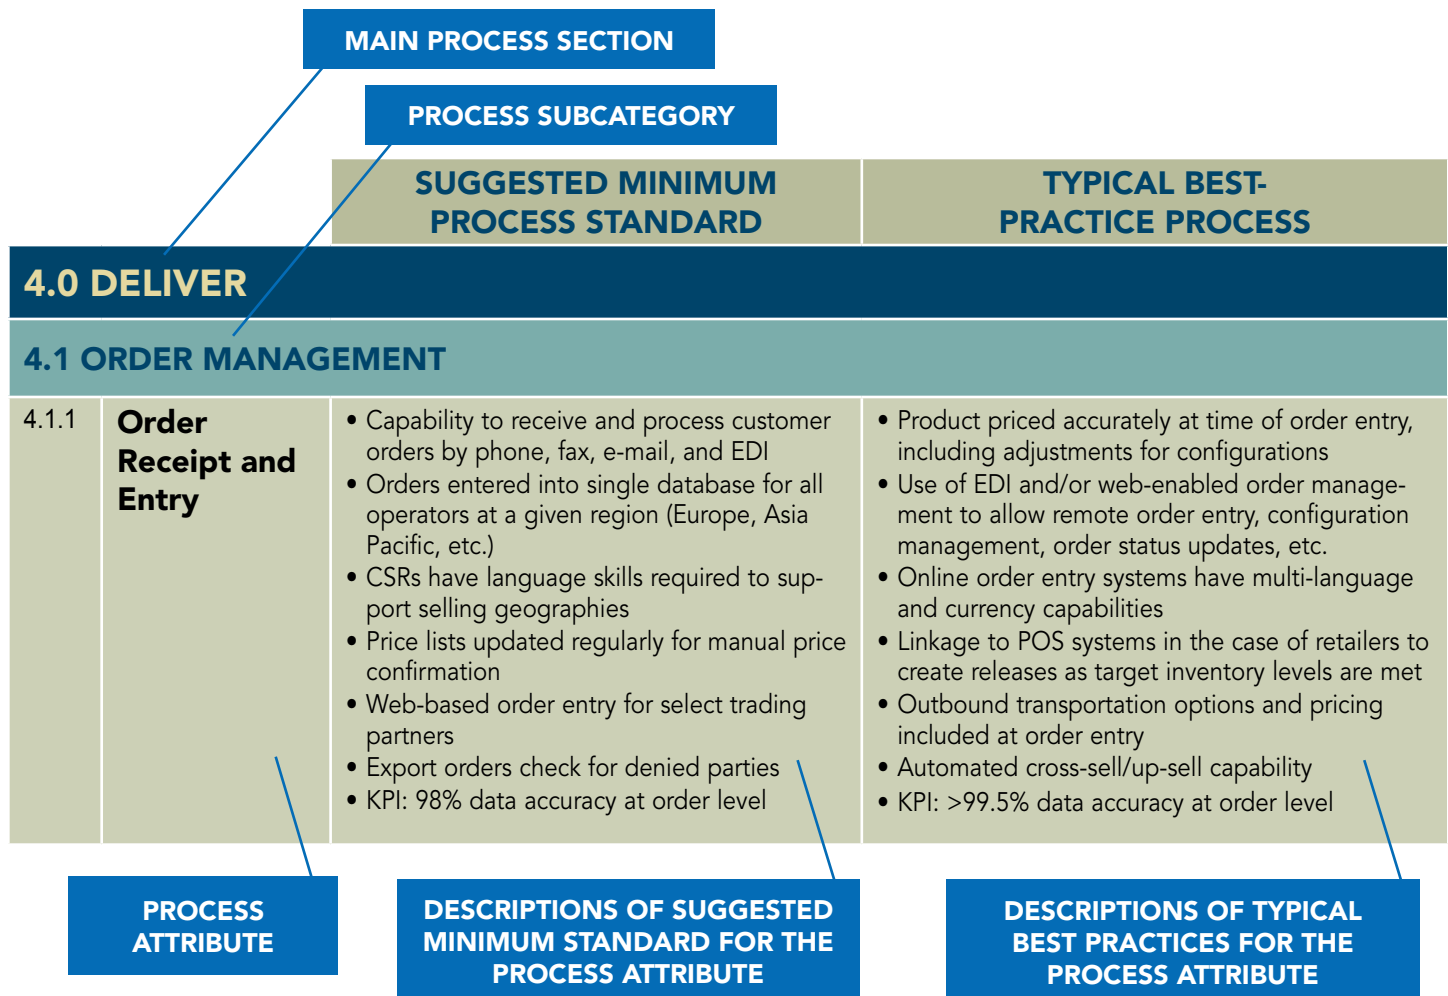 MAIN PROCESS SECTION
PROCESS SUBCATEGORY
SUGGESTED MINIMUM
PROCESS STANDARD
TYPICAL BEST-
PRACTICE PROCESS
4.0 DELIVER
4.1 ORDER MANAGEMENT
4.1.1
Order
Receipt and
Entry
• Capability to receive and process customer
orders by phone, fax, e-mail, and EDI
• Orders entered into single database for all
operators at a given region (Europe, Asia
Pacific, etc.)
• CSRs have language skills required to sup-
port selling geographies
• Price lists updated regularly for manual price
confirmation
• Web-based order entry for select trading
partners
• Export orders check for denied parties
• KPI: 98% data accuracy at order level
• Product priced accurately at time of order entry,
including adjustments for configurations
• Use of EDI and/or web-enabled order manage-
ment to allow remote order entry, configuration
management, order status updates, etc.
• Online order entry systems have multi-language
and currency capabilities
• Linkage to POS systems in the case of retailers to
create releases as target inventory levels are met
• Outbound transportation options and pricing
included at order entry
• Automated cross-sell/up-sell capability
• KPI: >99.5% data accuracy at order level
PROCESS
ATTRIBUTE
DESCRIPTIONS OF SUGGESTED
MINIMUM STANDARD FOR THE
PROCESS ATTRIBUTE
DESCRIPTIONS OF TYPICAL
BEST PRACTICES FOR THE
PROCESS ATTRIBUTE